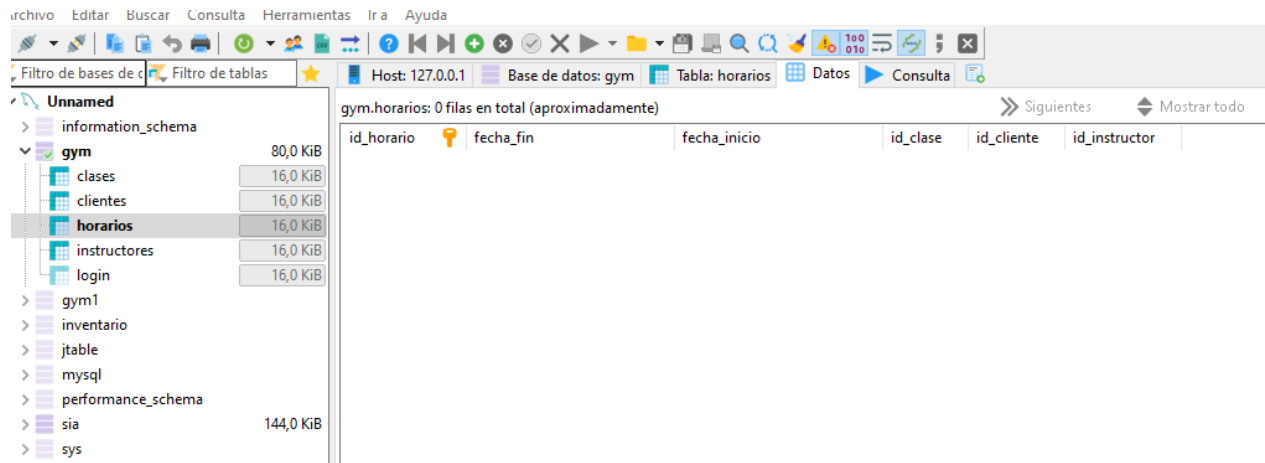 Archivo Editar Buscar Consulta Herramientas Ir a Ayuda
Filtro de bases de d Filtro de tablas
Host: 127.0.0.1 Base de datos: gym Tabla: horarios Datos Consulta
Unnamed
information_schema
gym 80,0 KiB
clases 16,0 KiB
clientes 16,0 KiB
horarios 16,0 KiB
instructores 16,0 KiB
login 16,0 KiB
gym1
inventario
jtable
mysql
performance_schema
sia 144,0 KiB
sys
gym.horarios: 0 filas en total (aproximadamente) Siguientes Mostrar todo
id_horario fecha_fin fecha_inicio id_clase id_cliente id_instructor